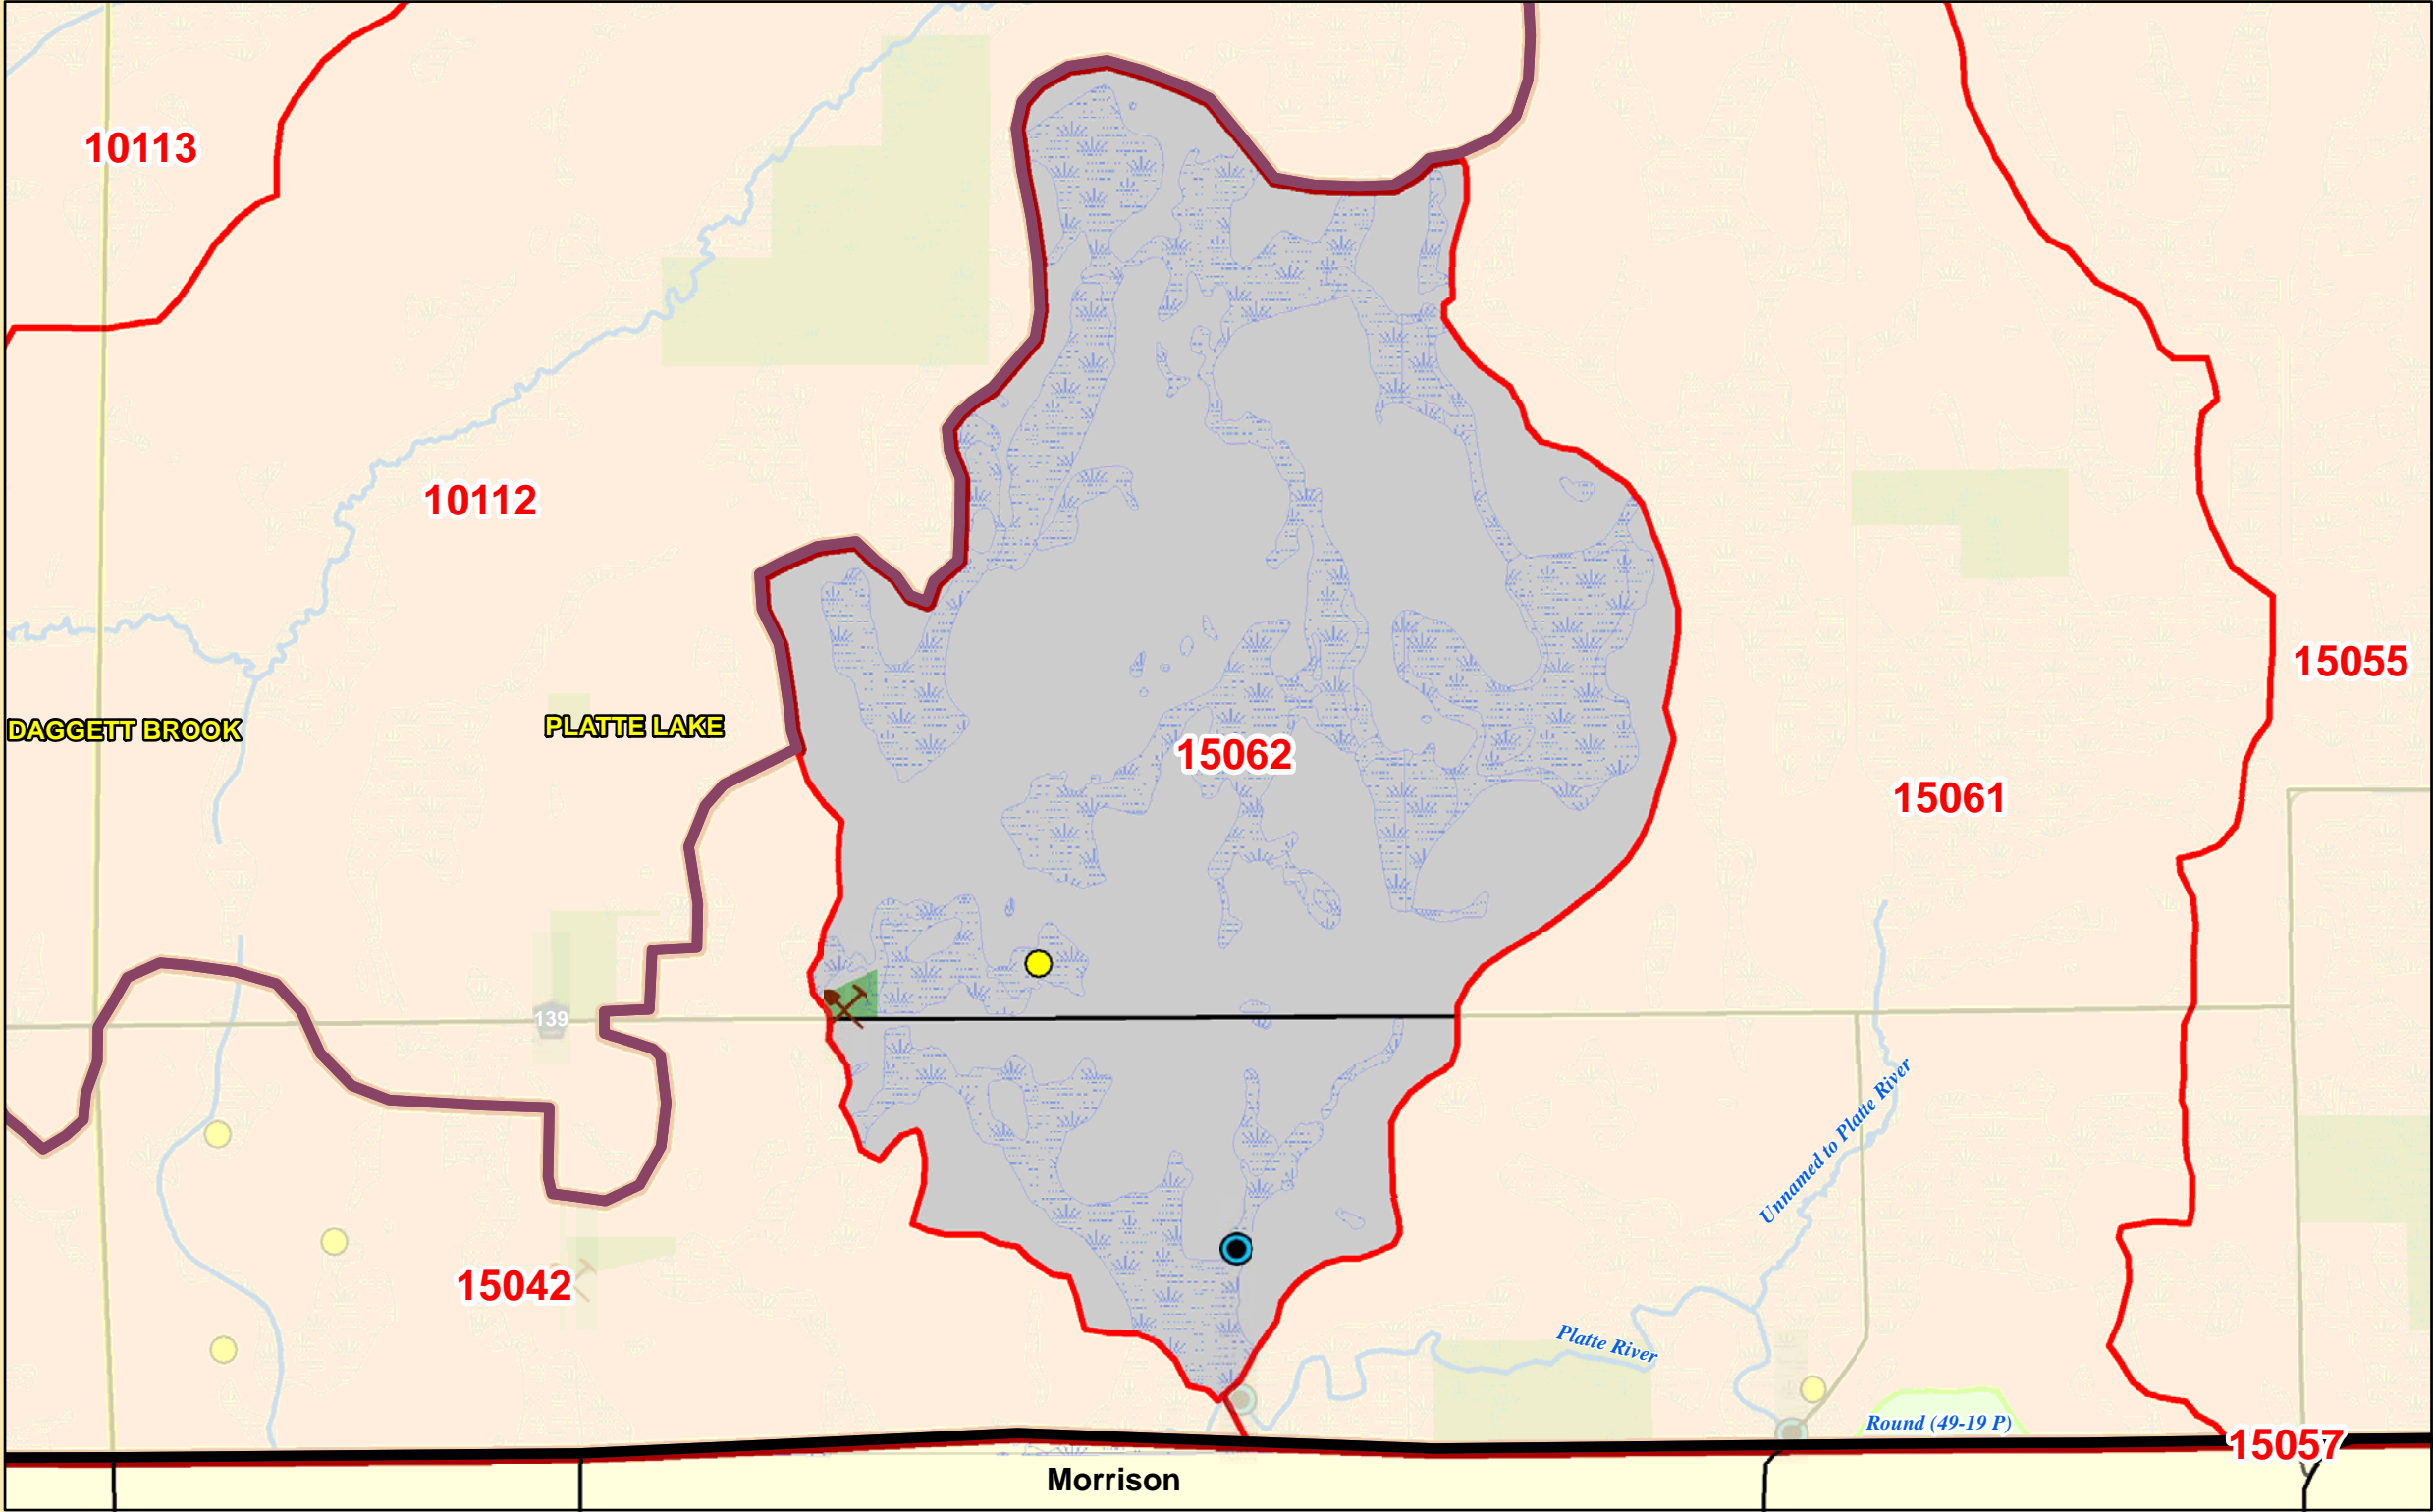 10113
10112
15055
DAGGETT BROOK
PLATTE LAKE
15062
15061
139
Unnamed to Platte River
15042
Platte River
Round (49-19 P)
15057
Morrison